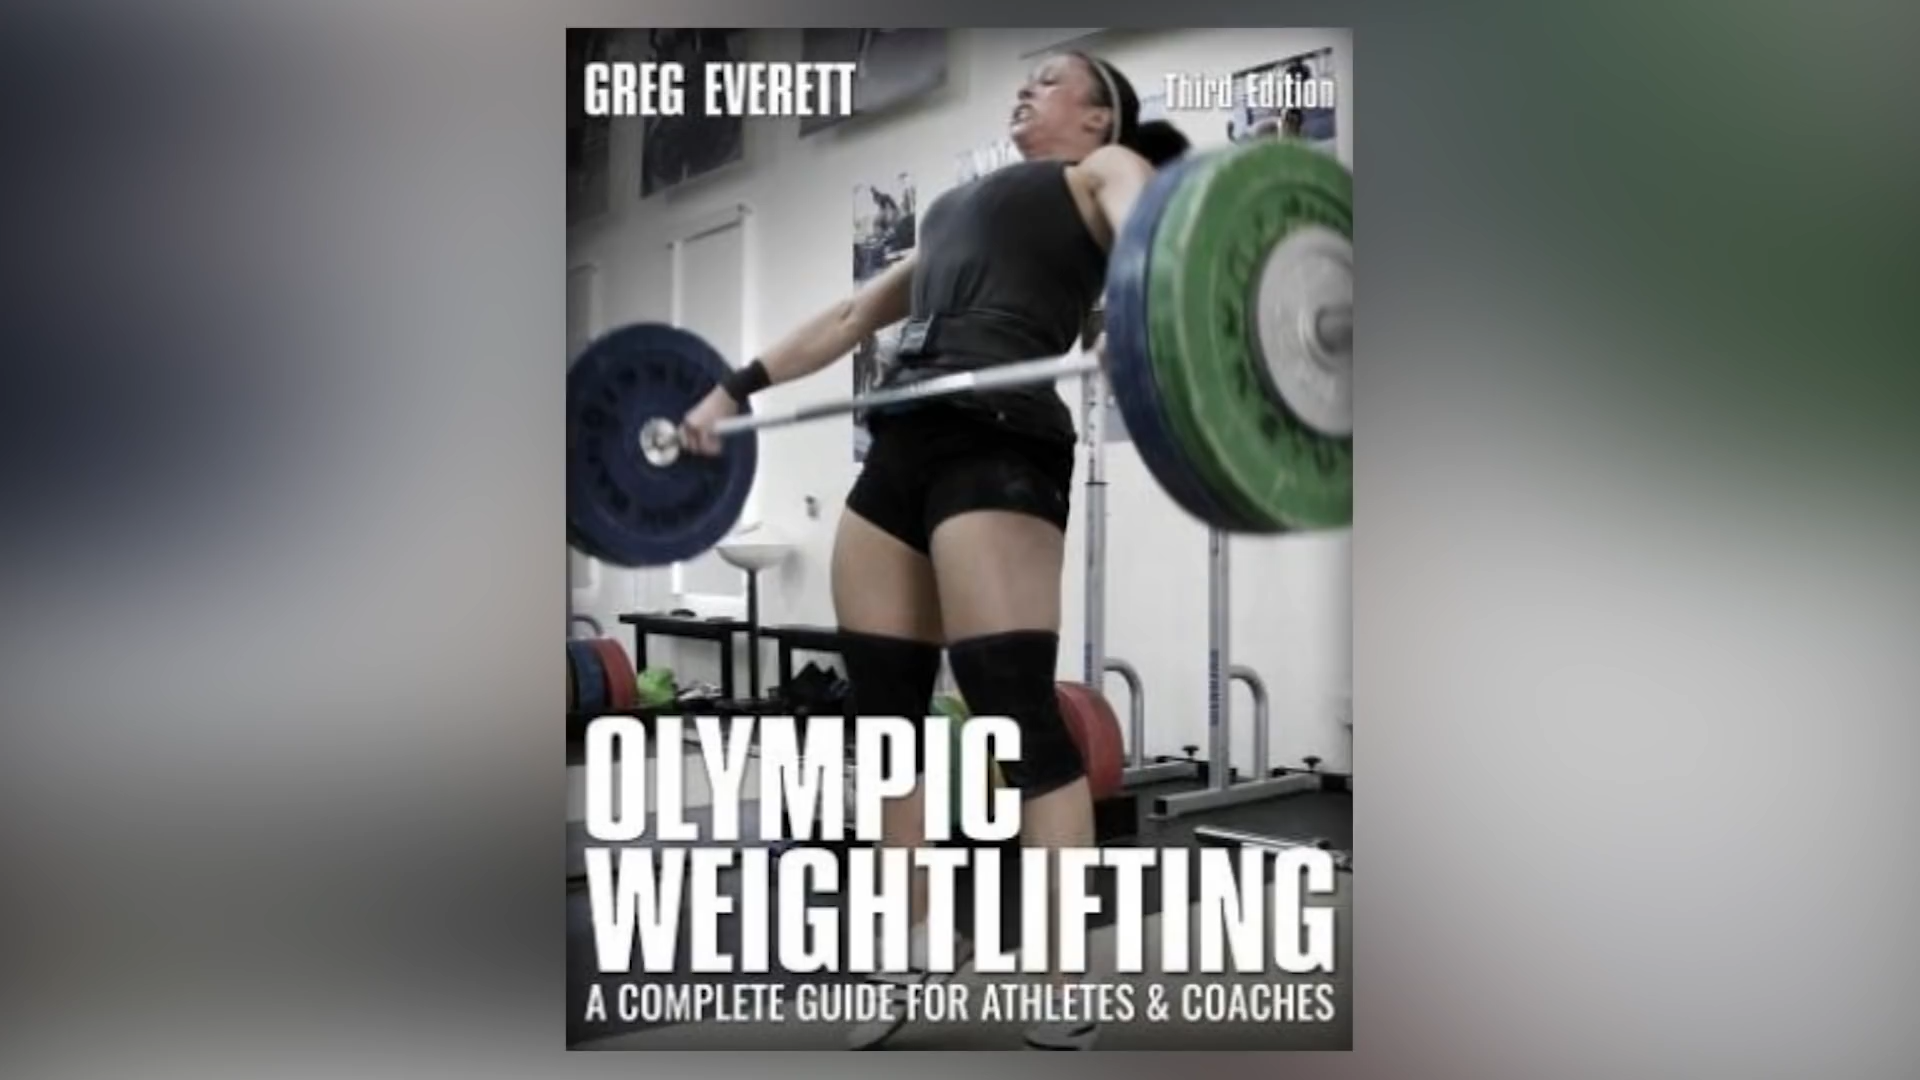 GREG EVERETT
Third Edition
OLYMPIC
WEIGHTLIFTING
A COMPLETE GUIDE FOR ATHLETES & COACHES